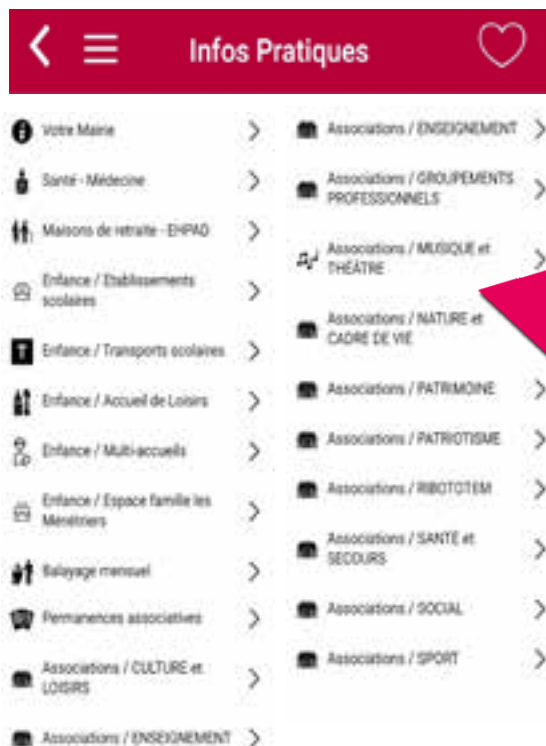 Infos Pratiques
Votre Mairie
Santé - Médecine
Maisons de retraite - EHPAD
Enfance / Etablissements
scolaires
Enfance / Transports scolaires
Enfance / Accueil de Loisirs
Enfance / Multi-accueils
Enfance / Espace famille les
Ménétriers
Balayage mensuel
Permanences associatives
Associations / CULTURE et
LOISIRS
Associations / ENSEIGNEMENT
Associations / ENSEIGNEMENT
Associations / GROUPEMENTS
PROFESSIONNELS
Associations / MUSIQUE et
THÉÂTRE
Associations / NATURE et
CADRE DE VIE
Associations / PATRIMOINE
Associations / PATRIOTISME
Associations / RIBOTOTEM
Associations / SANTÉ et
SECOURS
Associations / SOCIAL
Associations / SPORT